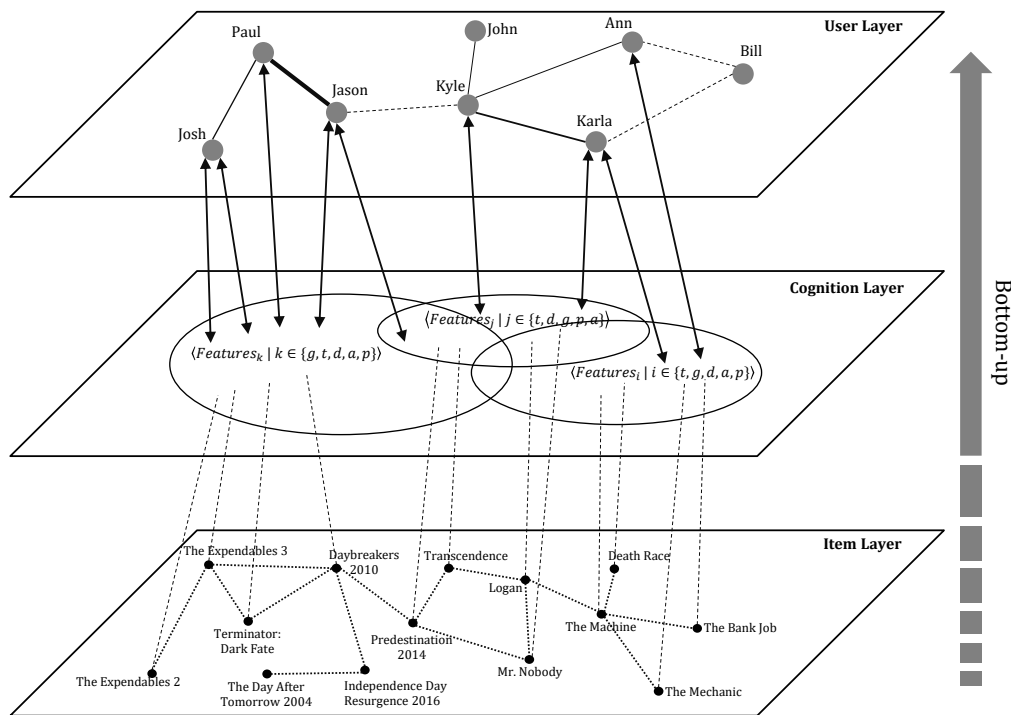 User Layer
John
Ann
Paul
Bill
Jason
Kyle
Karla
Josh
Cognition Layer
Bottom-up
⟨Features_j | j ∈ {t, d, g, p, a}⟩
⟨Features_k | k ∈ {g, t, d, a, p}⟩
⟨Features_i | i ∈ {t, g, d, a, p}⟩
Item Layer
The Expendables 3
Daybreakers
2010
Transcendence
Death Race
Logan
The Machine
The Bank Job
Terminator:
Dark Fate
Predestination
2014
Mr. Nobody
The Expendables 2
The Day After
Tomorrow 2004
Independence Day
Resurgence 2016
The Mechanic